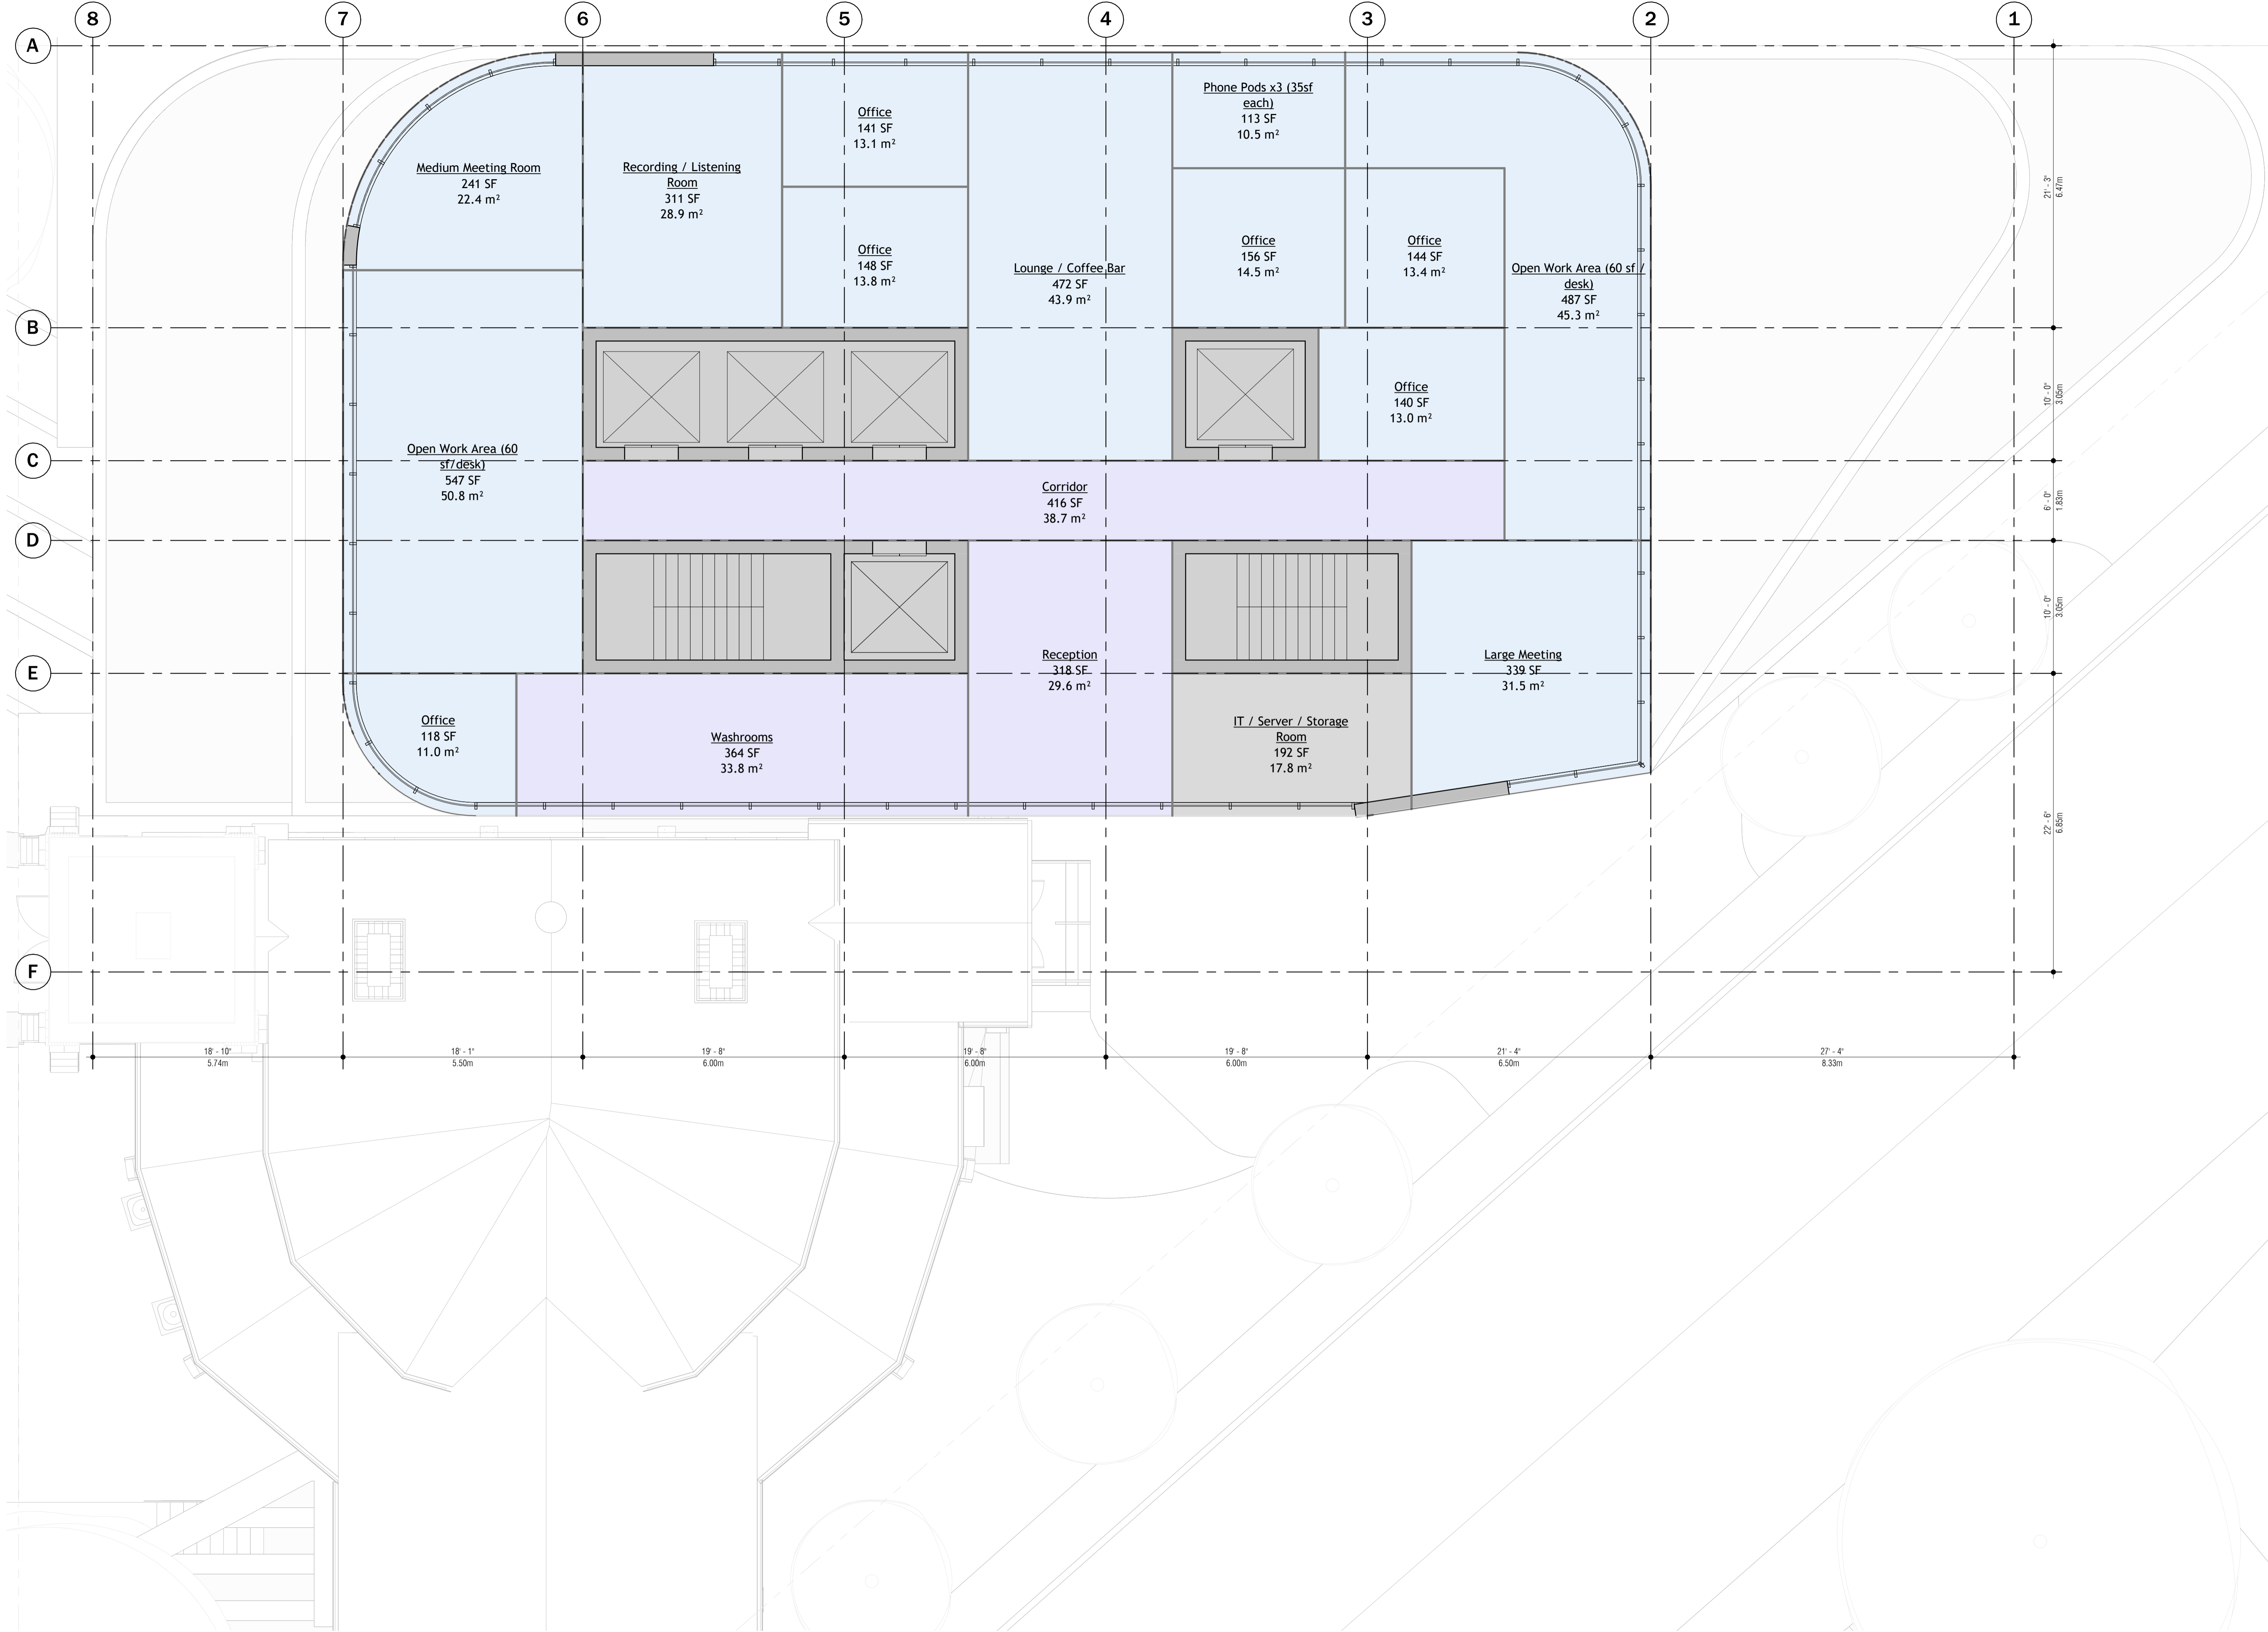 8
7
6
5
4
3
2
1
A
B
C
D
E
F
Medium Meeting Room
241 SF
22.4 m²
Recording / Listening
Room
311 SF
28.9 m²
Office
141 SF
13.1 m²
Office
148 SF
13.8 m²
Lounge / Coffee Bar
472 SF
43.9 m²
Phone Pods x3 (35sf
each)
113 SF
10.5 m²
Office
156 SF
14.5 m²
Office
144 SF
13.4 m²
Open Work Area (60 sf /
desk)
487 SF
45.3 m²
Office
140 SF
13.0 m²
Open Work Area (60
sf/desk)
547 SF
50.8 m²
Corridor
416 SF
38.7 m²
Reception
318 SF
29.6 m²
Large Meeting
339 SF
31.5 m²
Office
118 SF
11.0 m²
Washrooms
364 SF
33.8 m²
IT / Server / Storage
Room
192 SF
17.8 m²
21' - 3"
6.47m
10' - 0"
3.05m
6' - 0"
1.83m
10' - 0"
3.05m
22' - 6"
6.85m
18' - 10"
5.74m
18' - 1"
5.50m
19' - 8"
6.00m
19' - 8"
6.00m
19' - 8"
6.00m
21' - 4"
6.50m
27' - 4"
8.33m